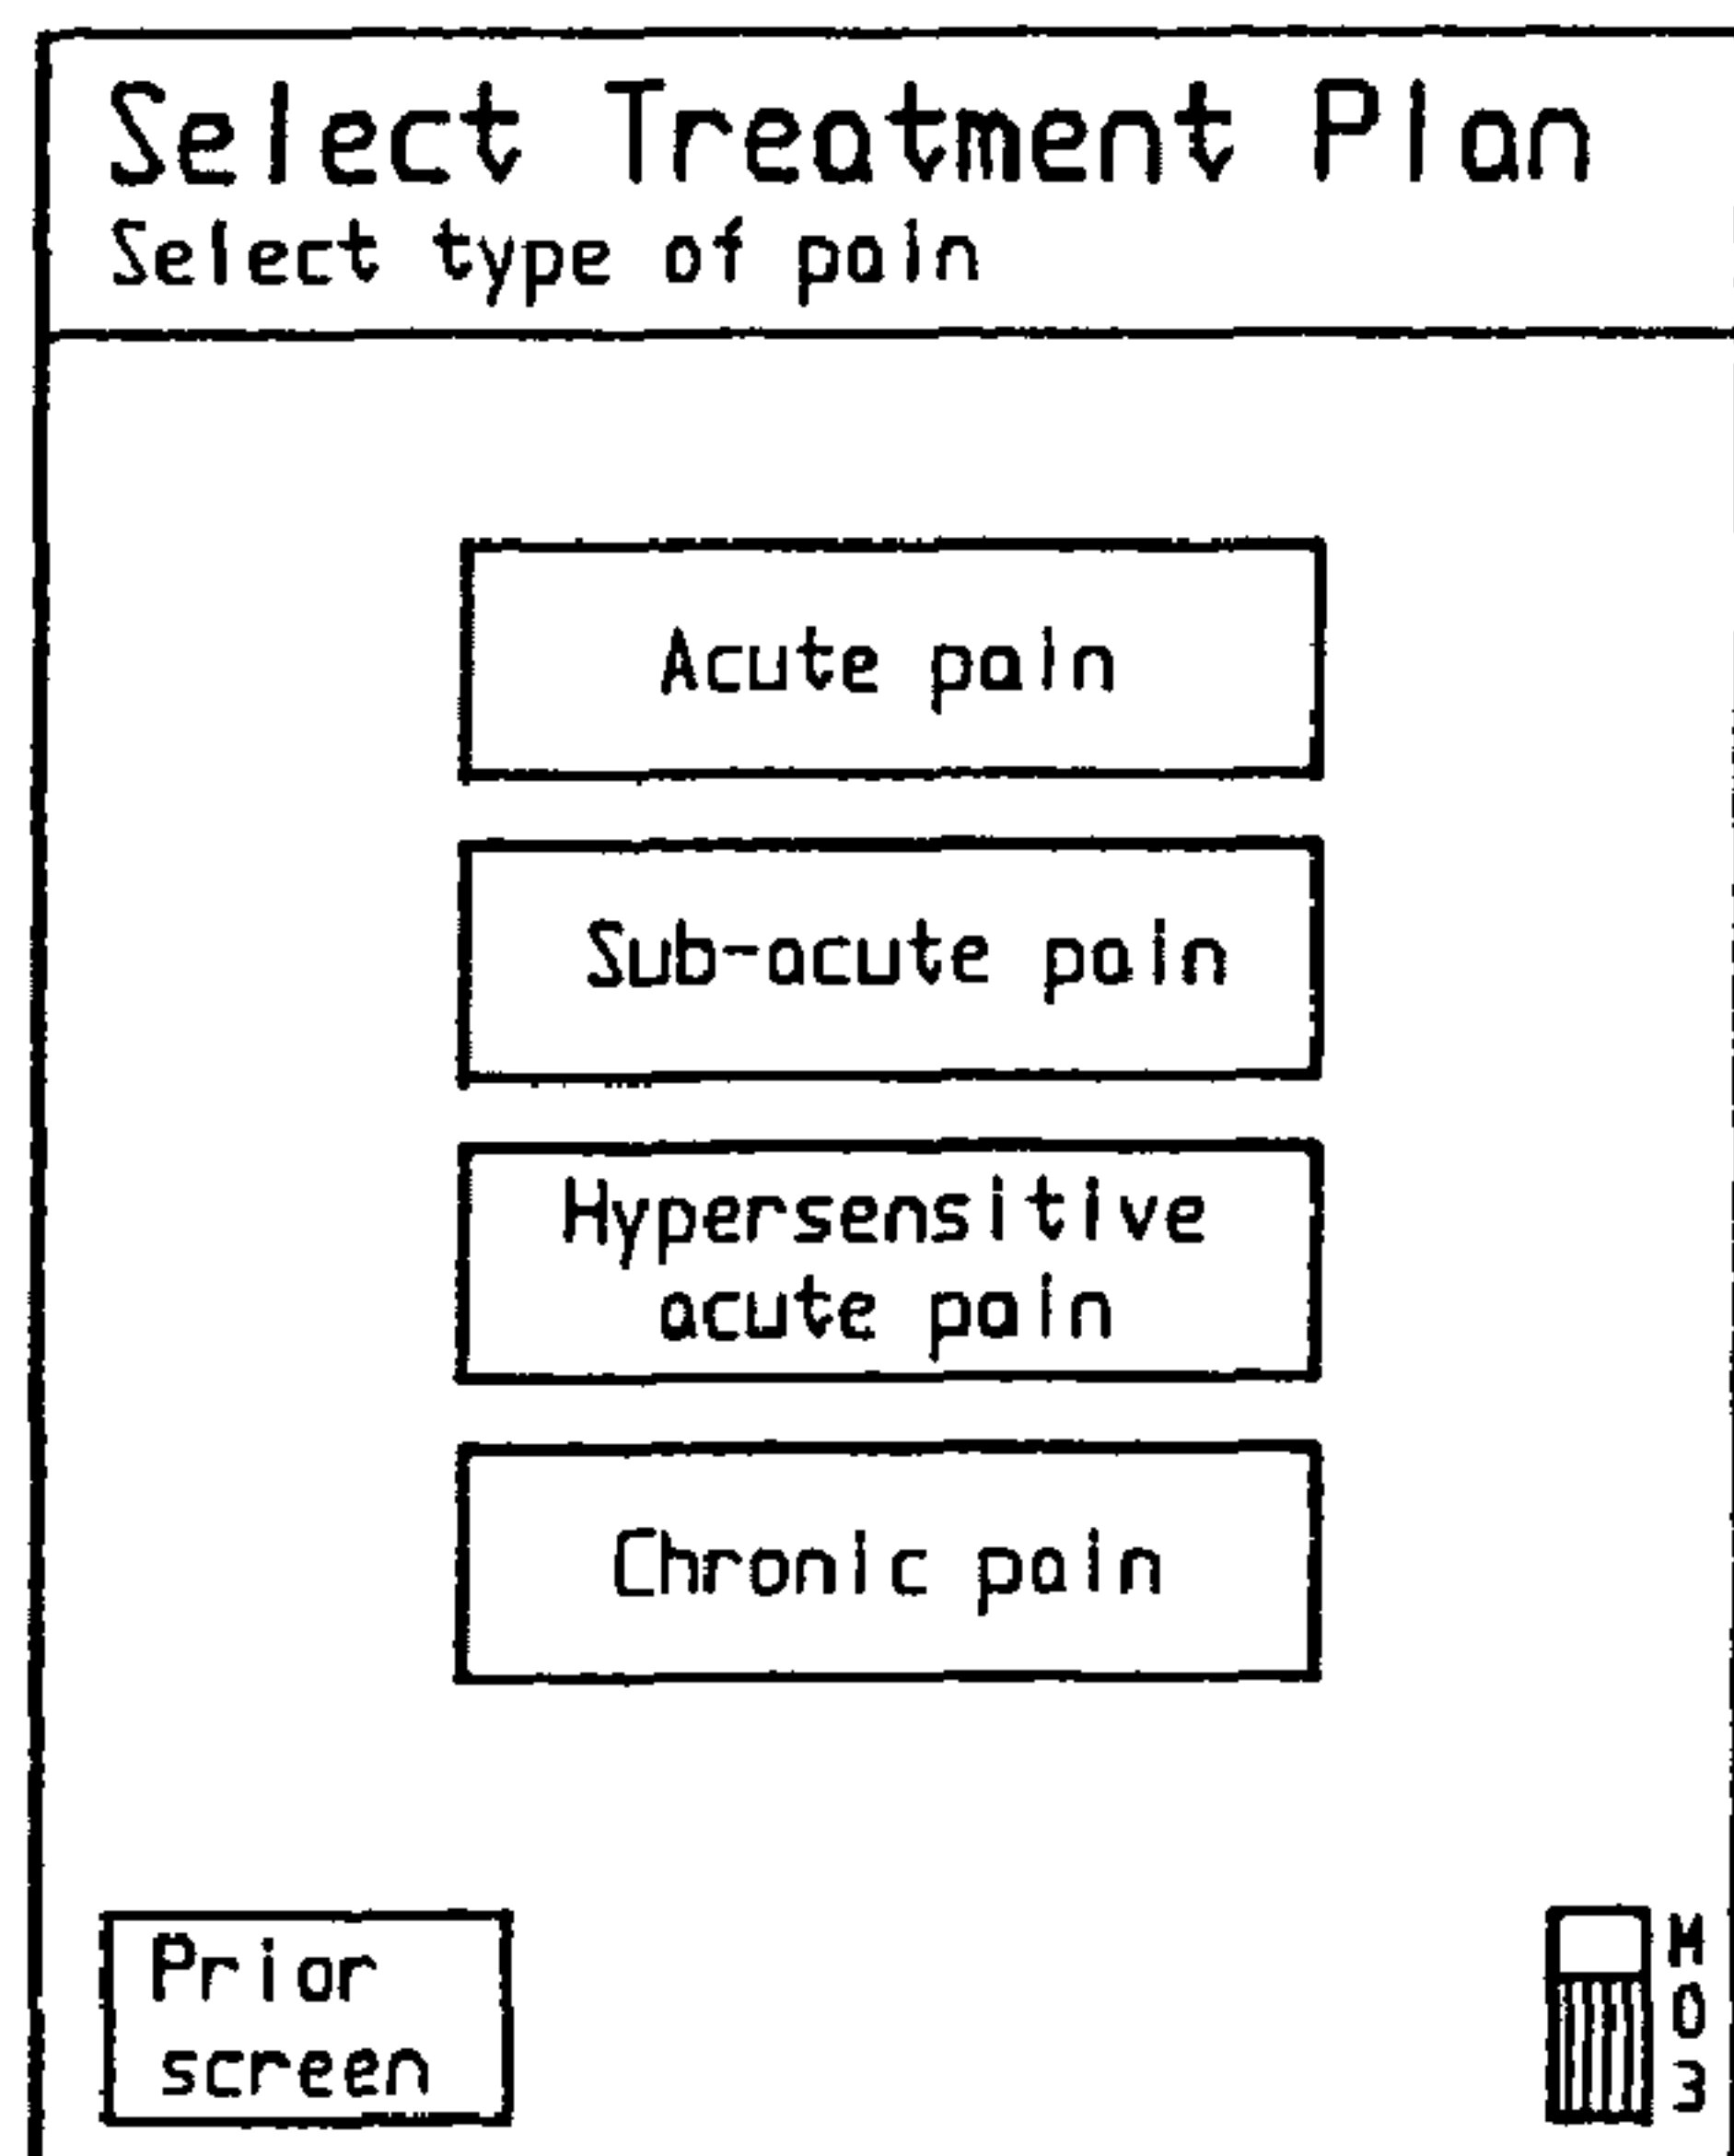 Select Treatment Plan
Select type of pain
Acute pain
Sub-acute pain
Hypersensitive
acute pain
Chronic pain
Prior
screen
M
0
3